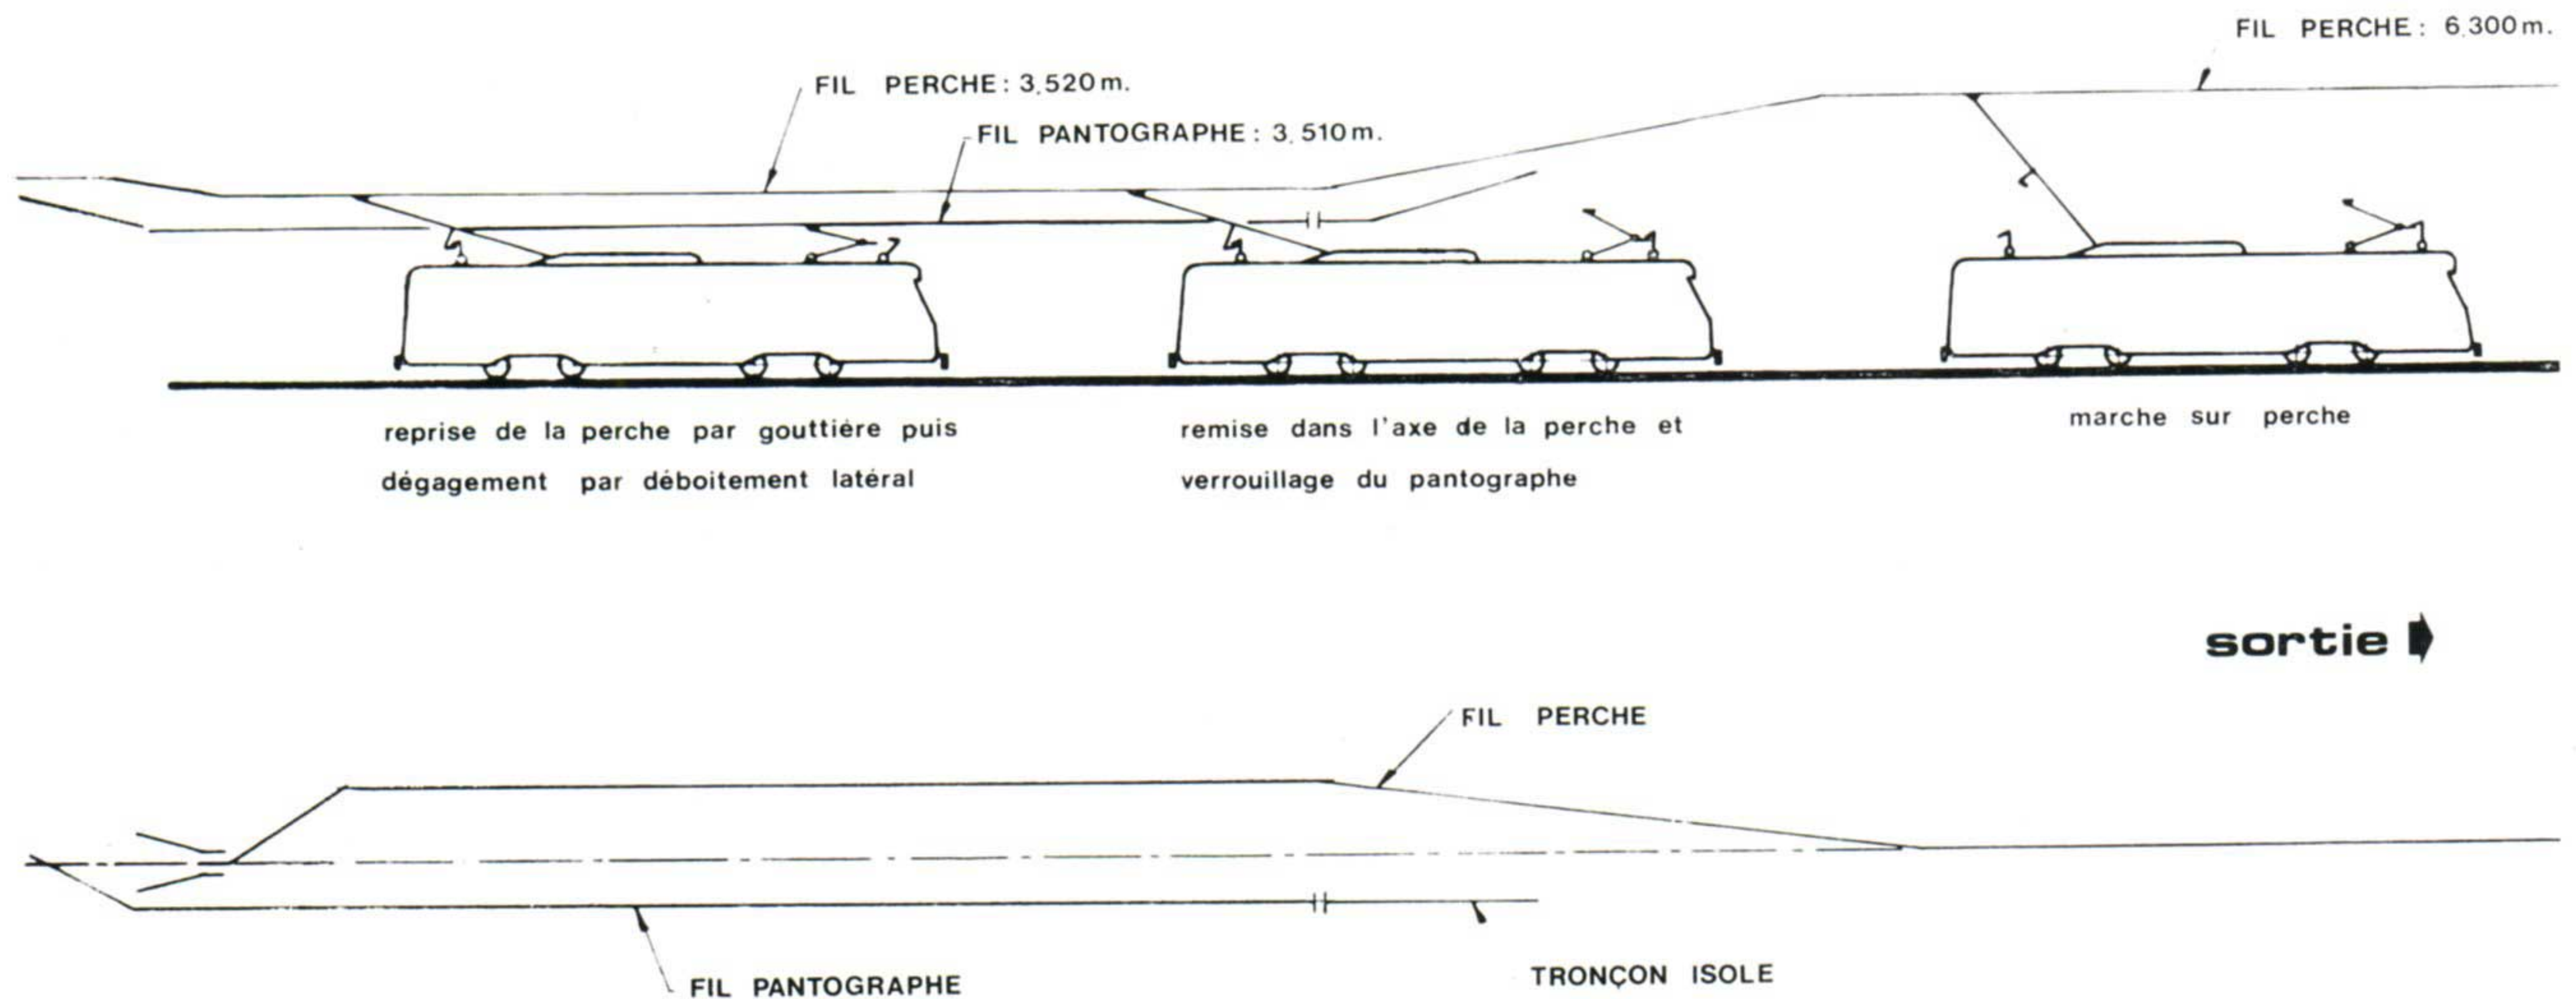 FIL PERCHE : 6,300 m.
FIL PERCHE : 3,520 m.
FIL PANTOGRAPHE : 3,510 m.
reprise de la perche par gouttière puis
dégagement par déboitement latéral
remise dans l'axe de la perche et
verrouillage du pantographe
marche sur perche
sortie
FIL PERCHE
FIL PANTOGRAPHE
TRONÇON ISOLE